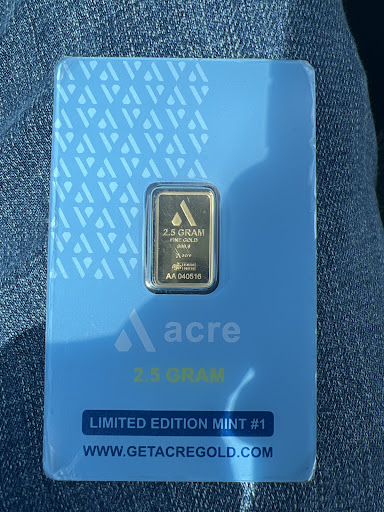 2.5 GRAM
FINE GOLD
999.9
acre
AA 040516
acre
2.5 GRAM
LIMITED EDITION MINT #1
WWW.GETACREGOLD.COM